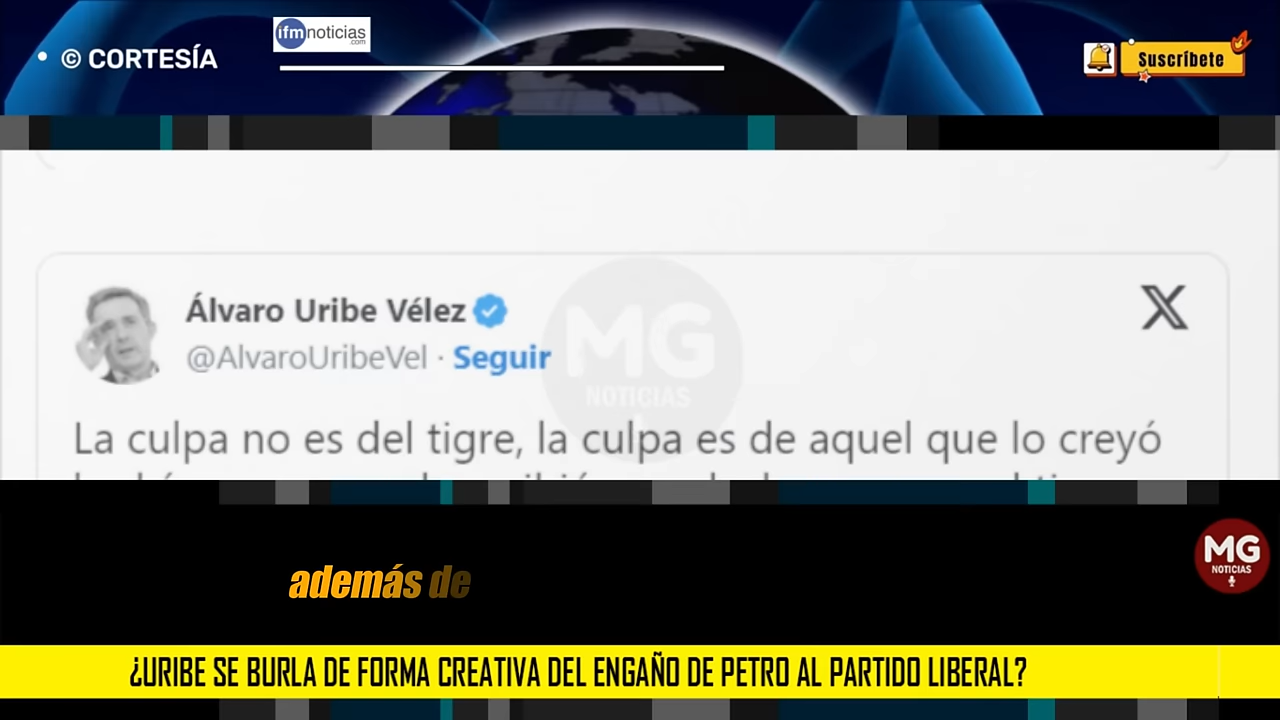 © CORTESÍA
ifmnoticias
.com
Suscríbete
Álvaro Uribe Vélez
@AlvaroUribeVel · Seguir
MG
NOTICIAS
La culpa no es del tigre, la culpa es de aquel que lo creyó
además de
MG
NOTICIAS
¿URIBE SE BURLA DE FORMA CREATIVA DEL ENGAÑO DE PETRO AL PARTIDO LIBERAL?